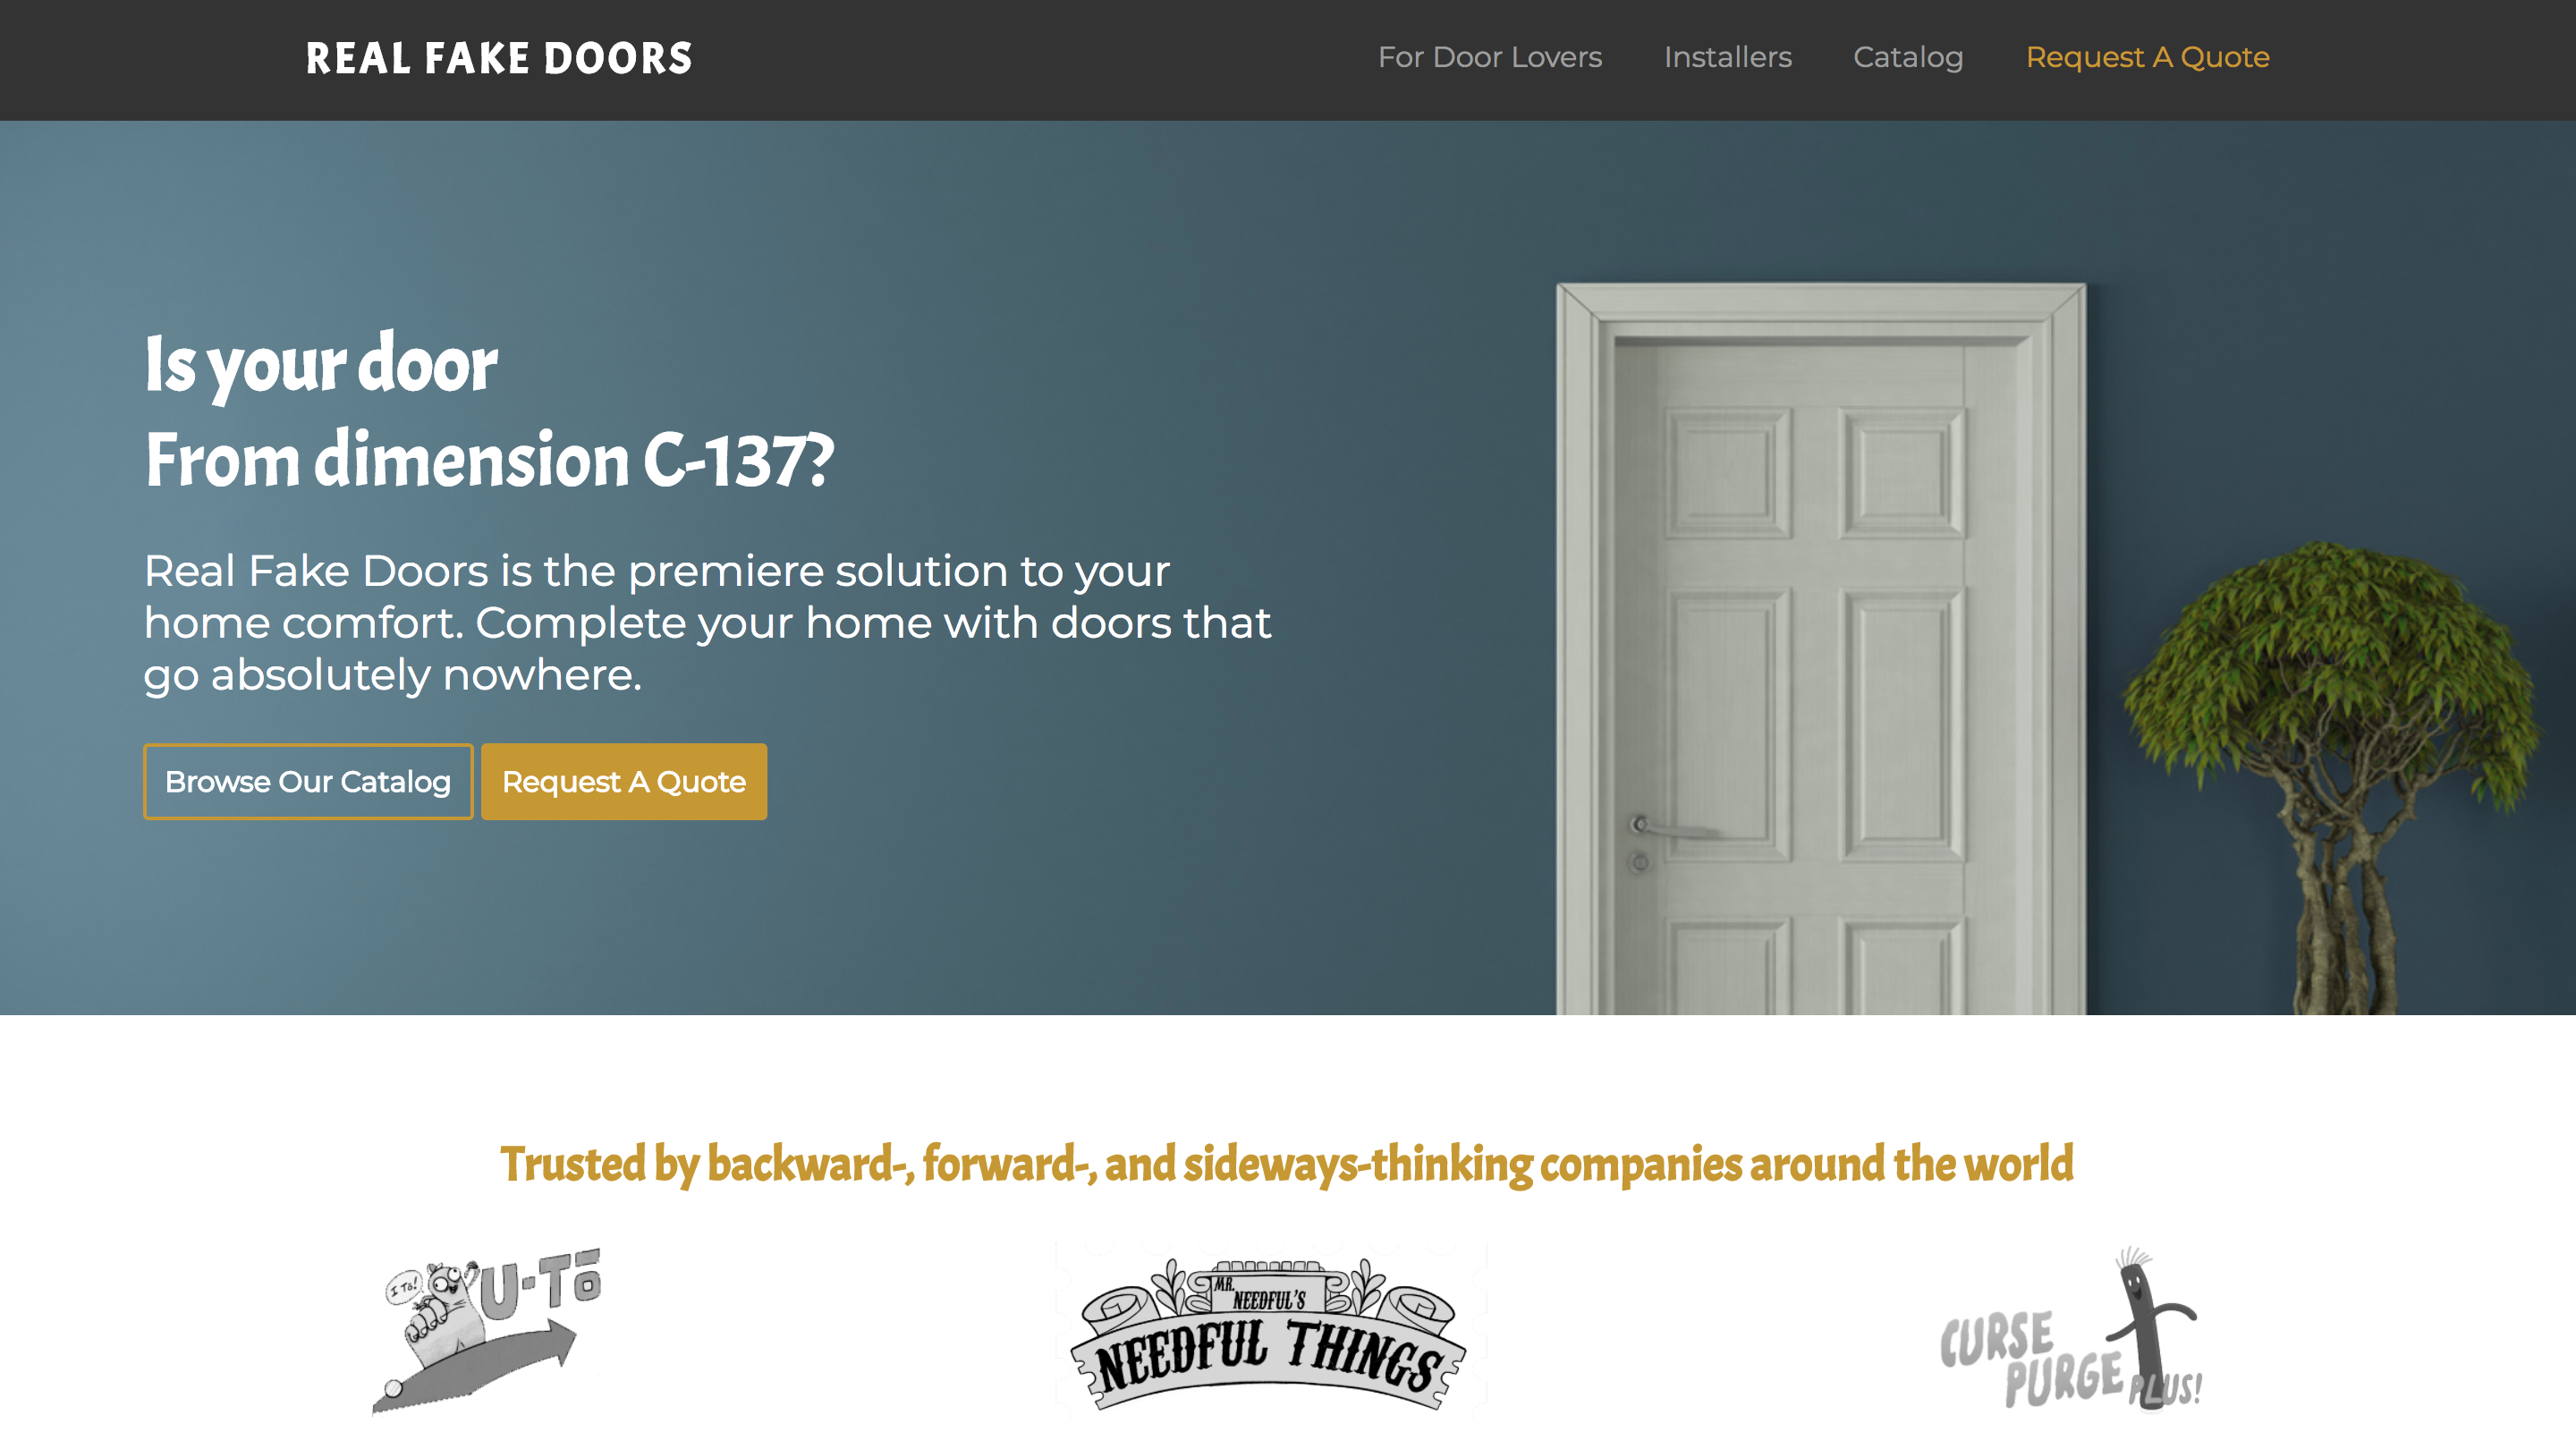 REAL FAKE DOORS
For Door Lovers
Installers
Catalog
Request A Quote
Is your door
From dimension C-137?
Real Fake Doors is the premiere solution to your
home comfort. Complete your home with doors that
go absolutely nowhere.
Browse Our Catalog
Request A Quote
Trusted by backward-, forward-, and sideways-thinking companies around the world
I Tō!
U-Tō
MR.
NEEDFUL'S
NEEDFUL THINGS
CURSE
PURGE
PLUS!